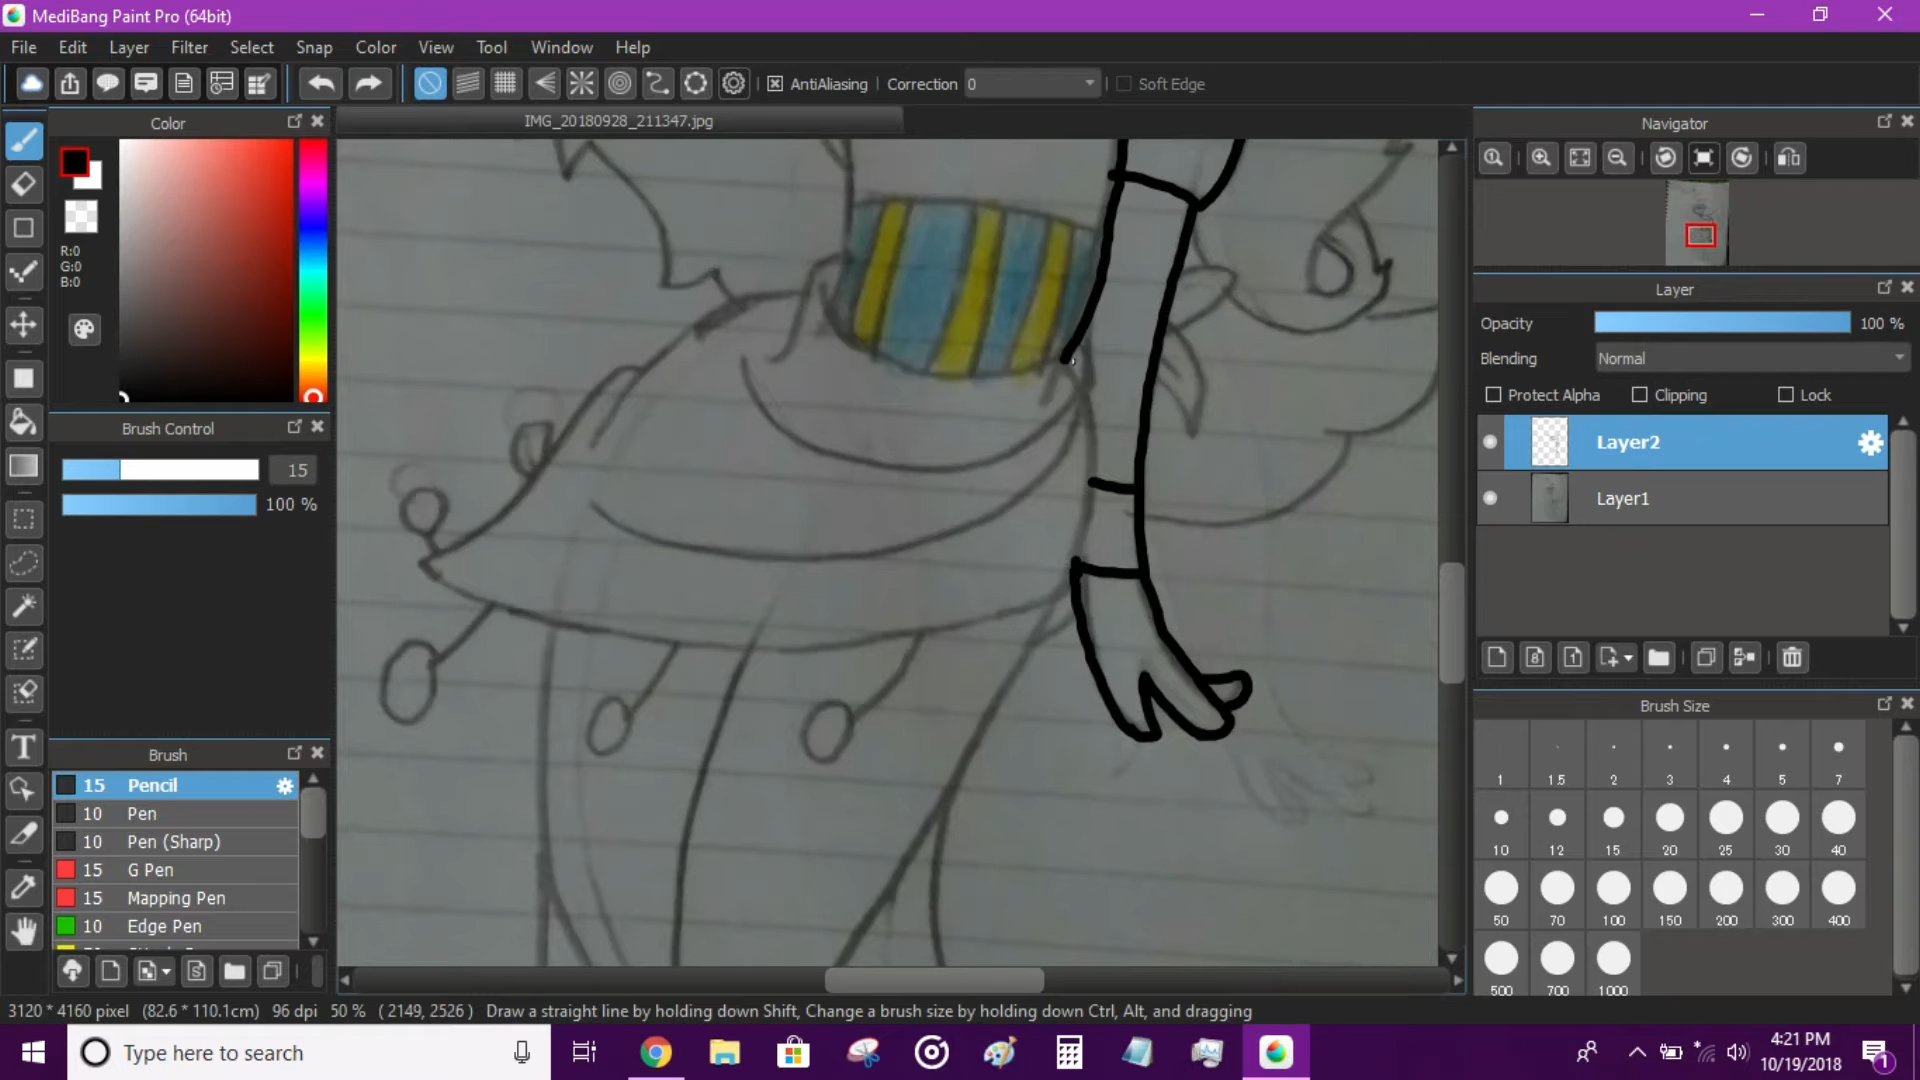 MediBang Paint Pro (64bit)
File Edit Layer Filter Select Snap Color View Tool Window Help
AntiAliasing Correction 0 Soft Edge
Color
IMG_20180928_211347.jpg
Navigator
R:0
G:0
B:0
Layer
Opacity 100 %
Blending Normal
Protect Alpha Clipping Lock
Layer2
Layer1
Brush Control
15
100 %
Brush
15 Pencil
10 Pen
10 Pen (Sharp)
15 G Pen
15 Mapping Pen
10 Edge Pen
Brush Size
1 1.5 2 3 4 5 7
10 12 15 20 25 30 40
50 70 100 150 200 300 400
500 700 1000
3120 * 4160 pixel (82.6 * 110.1cm) 96 dpi 50 % ( 2149, 2526 ) Draw a straight line by holding down Shift, Change a brush size by holding down Ctrl, Alt, and dragging
Type here to search
4:21 PM
10/19/2018
1